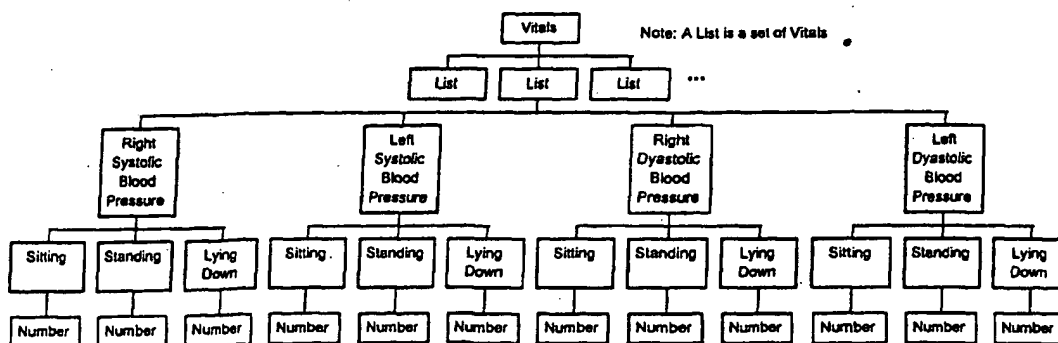 Vitals
Note: A List is a set of Vitals
List List List ...
Right
Systolic
Blood
Pressure
Left
Systolic
Blood
Pressure
Right
Dyastolic
Blood
Pressure
Left
Dyastolic
Blood
Pressure
Sitting
Standing
Lying
Down
Sitting
Standing
Lying
Down
Sitting
Standing
Lying
Down
Sitting
Standing
Lying
Down
Number Number Number Number Number Number Number Number Number Number Number Number